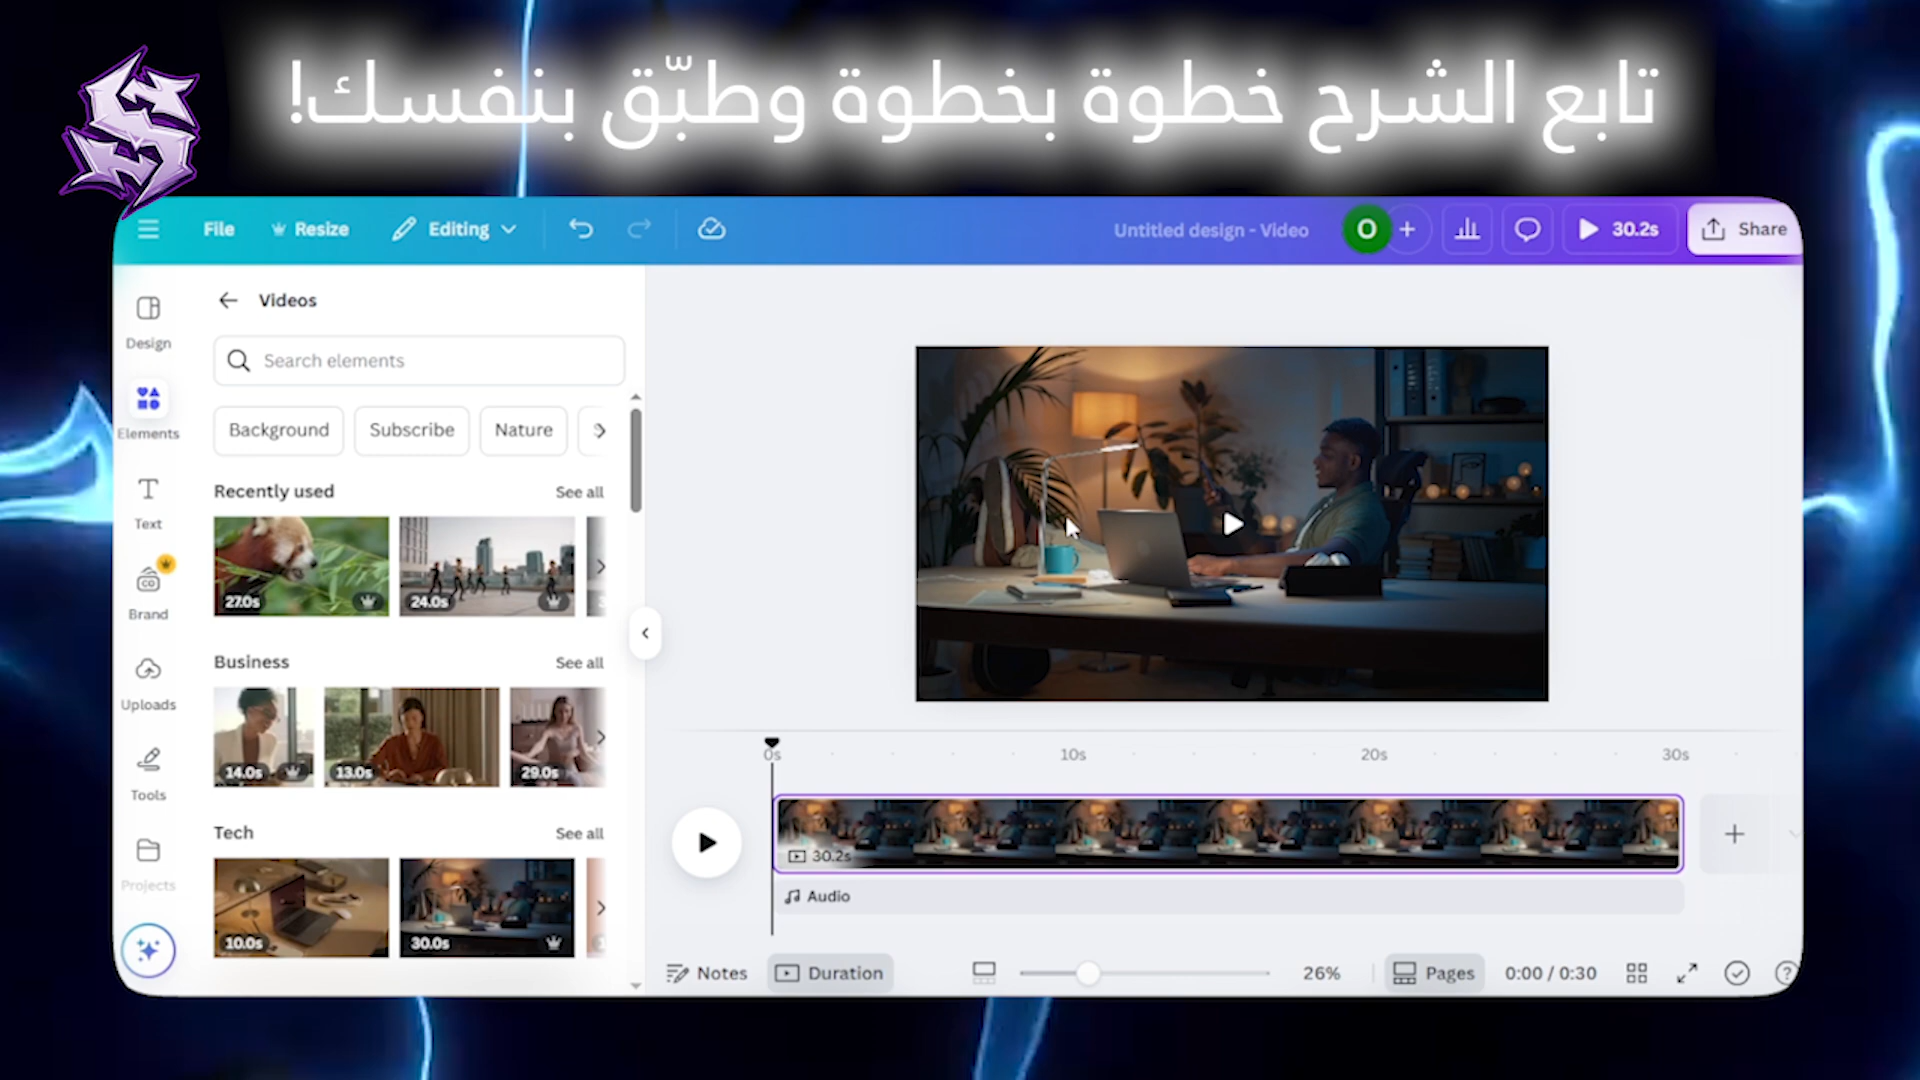 تابع الشرح خطوة بخطوة وطبّق بنفسك!
File
Resize
Editing
Untitled design - Video
O
30.2s
Share
Design
Elements
Text
Brand
Uploads
Tools
Projects
Videos
Search elements
Background
Subscribe
Nature
Recently used
See all
27.0s
24.0s
Business
See all
14.0s
13.0s
29.0s
Tech
See all
10.0s
30.0s
0s
10s
20s
30s
30.2s
Audio
Notes
Duration
26%
Pages
0:00 / 0:30